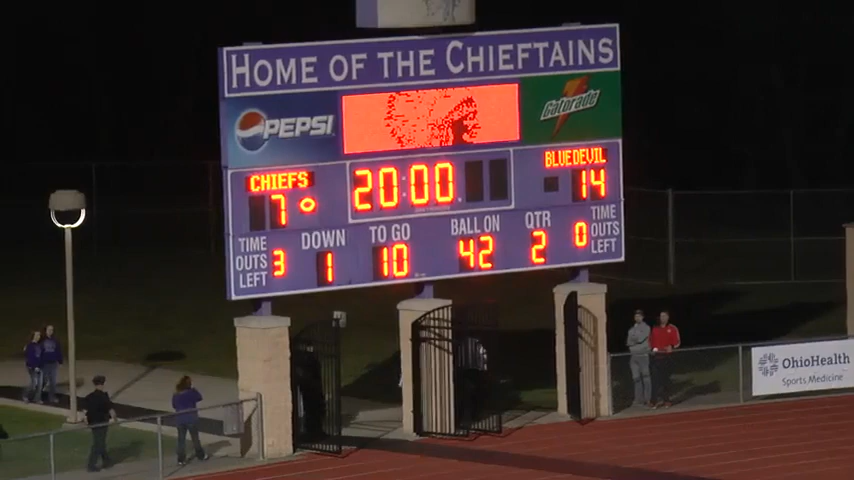 HOME OF THE CHIEFTAINS
PEPSI
GATORADE
CHIEFS
7
20:00
BLUEDEVIL
14
TIME OUTS LEFT 3
DOWN 1
TO GO 10
BALL ON 42
QTR 2
0 TIME OUTS LEFT
OhioHealth
Sports Medicine